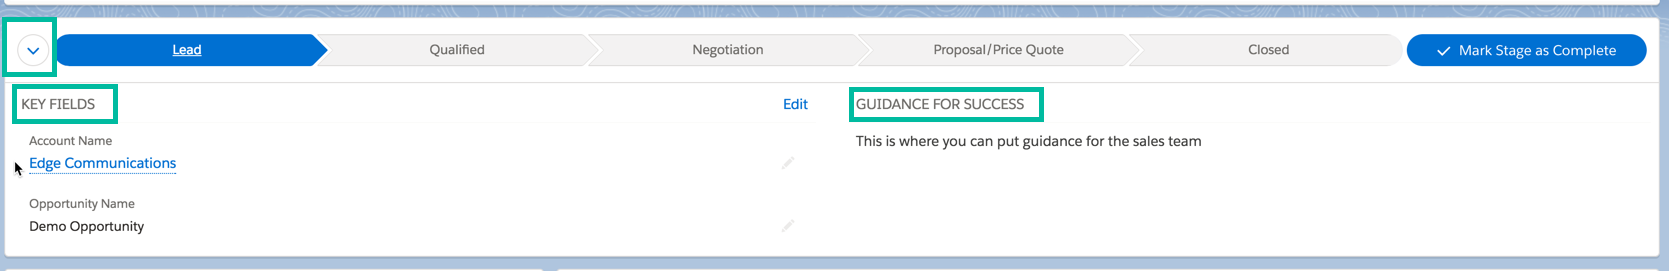 Lead
Qualified
Negotiation
Proposal/Price Quote
Closed
Mark Stage as Complete
KEY FIELDS
Edit
Account Name
Edge Communications
Opportunity Name
Demo Opportunity
GUIDANCE FOR SUCCESS
This is where you can put guidance for the sales team